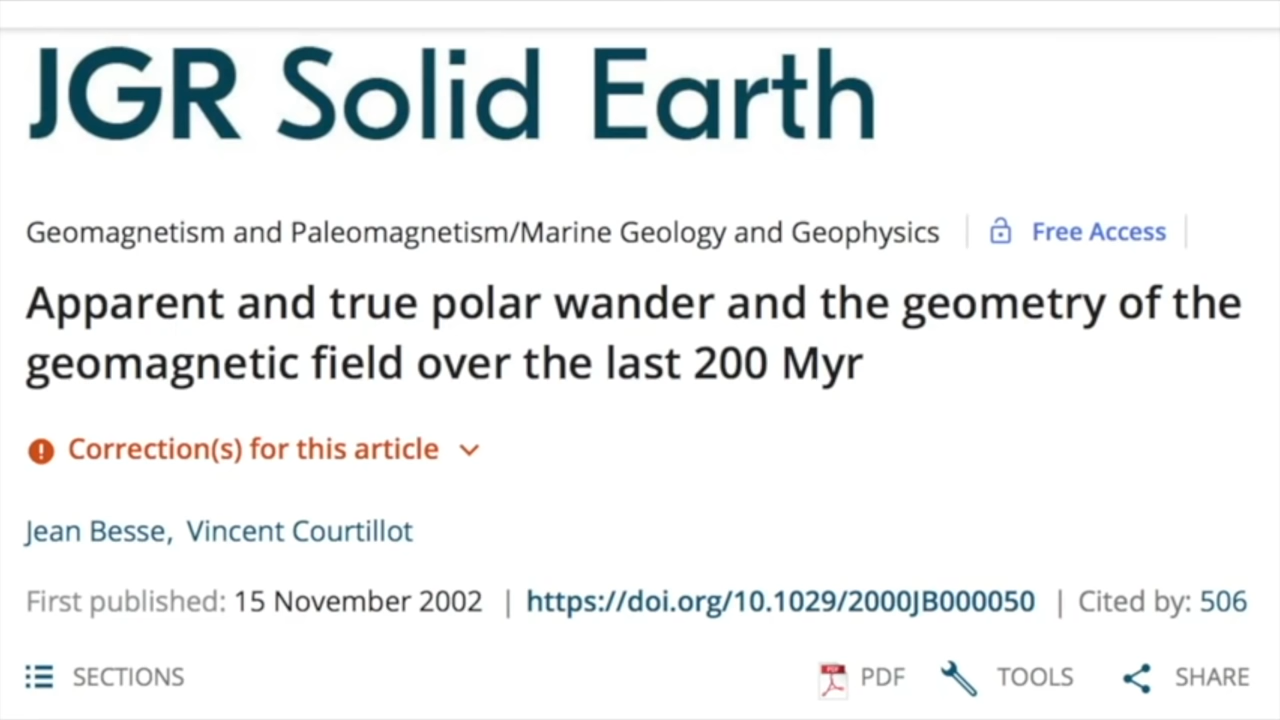 JGR Solid Earth
Geomagnetism and Paleomagnetism/Marine Geology and Geophysics | Free Access |
Apparent and true polar wander and the geometry of the
geomagnetic field over the last 200 Myr
Correction(s) for this article
Jean Besse, Vincent Courtillot
First published: 15 November 2002 | https://doi.org/10.1029/2000JB000050 | Cited by: 506
SECTIONS PDF TOOLS SHARE